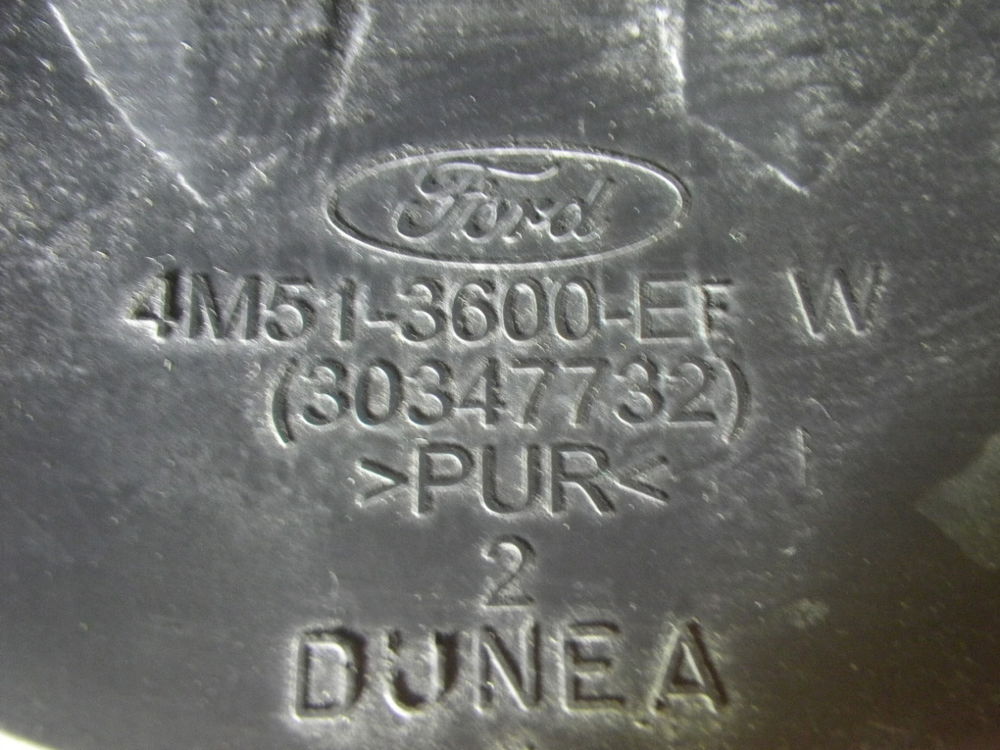 Ford
4M51-3600-EF W
(30347732)
>PUR<
2
DUNEA